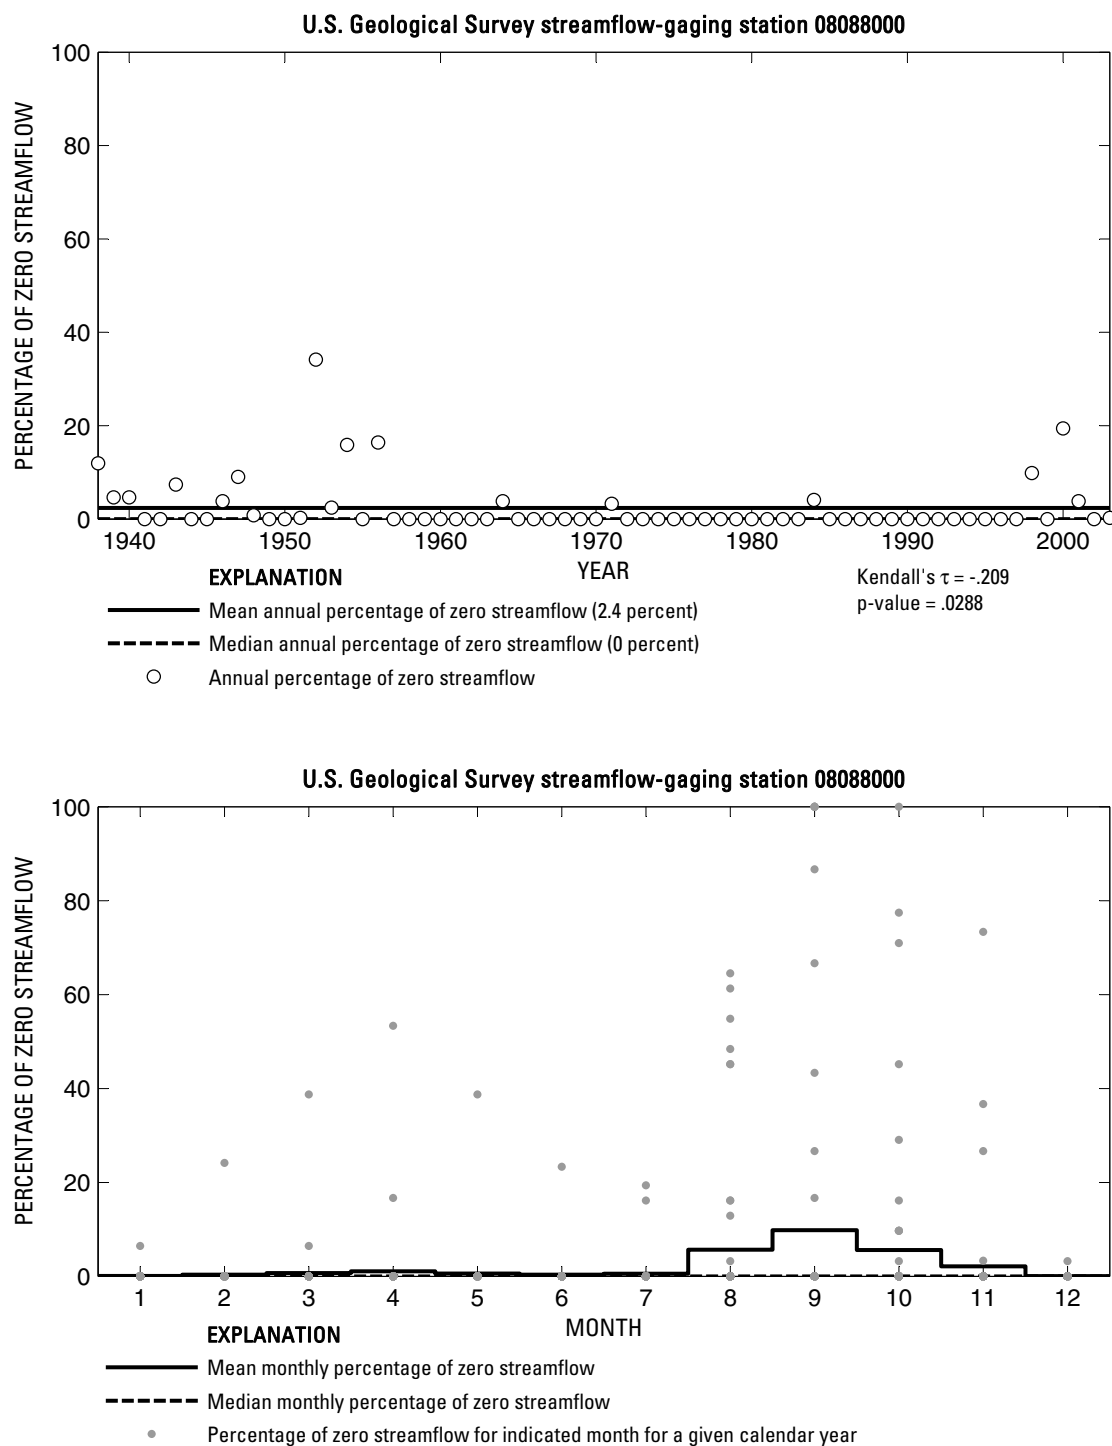 U.S. Geological Survey streamflow-gaging station 08088000
PERCENTAGE OF ZERO STREAMFLOW
100
80
60
40
20
0
1940 1950 1960 1970 1980 1990 2000
YEAR
EXPLANATION
Mean annual percentage of zero streamflow (2.4 percent)
Median annual percentage of zero streamflow (0 percent)
Annual percentage of zero streamflow
Kendall's τ = -.209
p-value = .0288
U.S. Geological Survey streamflow-gaging station 08088000
PERCENTAGE OF ZERO STREAMFLOW
100
80
60
40
20
0
1 2 3 4 5 6 7 8 9 10 11 12
MONTH
EXPLANATION
Mean monthly percentage of zero streamflow
Median monthly percentage of zero streamflow
Percentage of zero streamflow for indicated month for a given calendar year